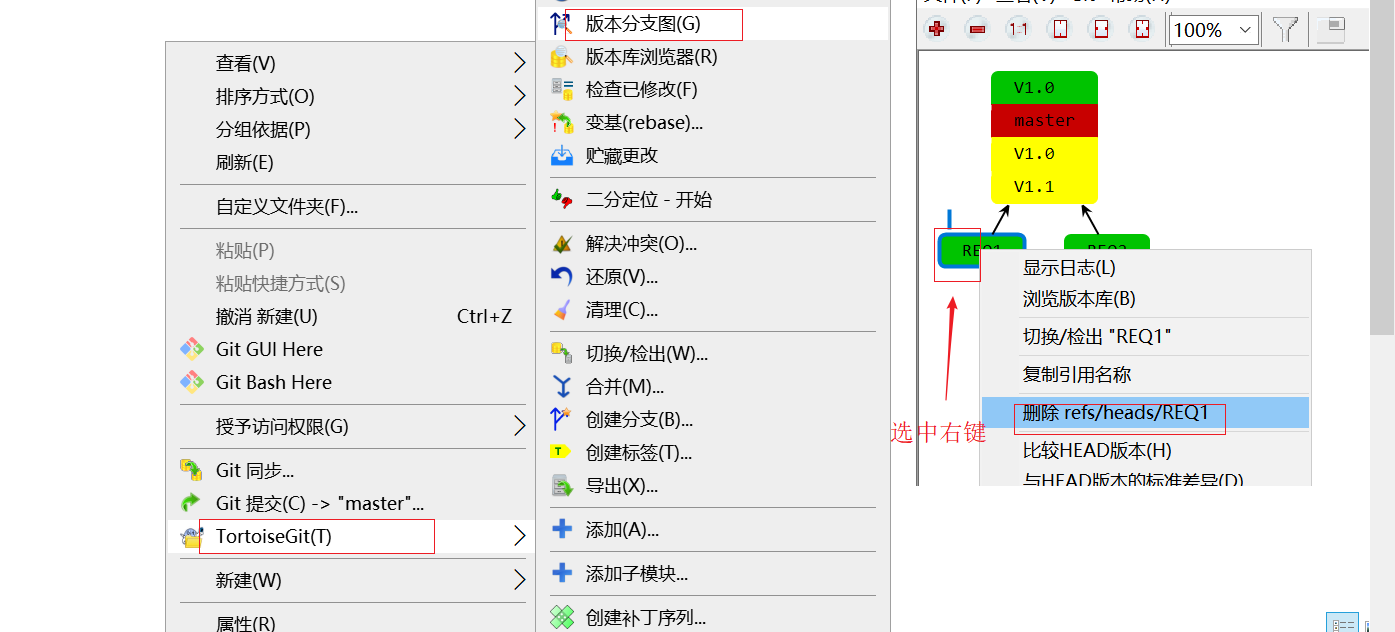 查看(V)
排序方式(O)
分组依据(P)
刷新(E)
自定义文件夹(F)...
粘贴(P)
粘贴快捷方式(S)
撤消 新建(U) Ctrl+Z
Git GUI Here
Git Bash Here
授予访问权限(G)
Git 同步...
Git 提交(C) -> "master"...
TortoiseGit(T)
新建(W)
属性(R)
版本分支图(G)
版本库浏览器(R)
检查已修改(F)
变基(rebase)...
贮藏更改
二分定位 - 开始
解决冲突(O)...
还原(V)...
清理(C)...
切换/检出(W)...
合并(M)...
创建分支(B)...
创建标签(T)...
导出(X)...
添加(A)...
添加子模块...
创建补丁序列...
100%
V1.0
master
V1.0
V1.1
选中右键
显示日志(L)
浏览版本库(B)
切换/检出 "REQ1"
复制引用名称
删除 refs/heads/REQ1
比较HEAD版本(H)
与HEAD版本的标准差异(D)